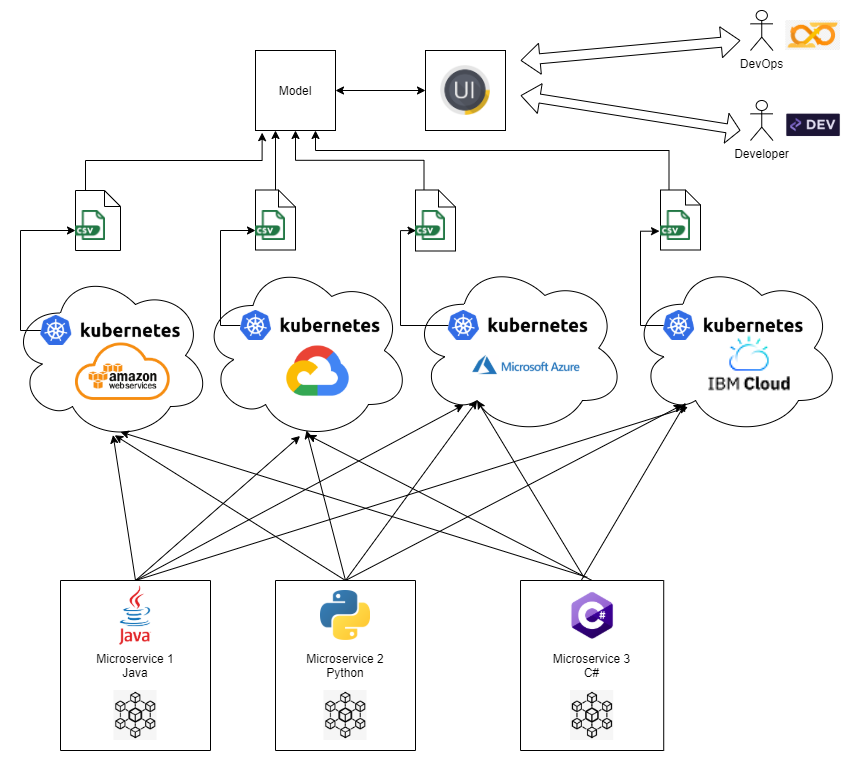 DevOps
Model
UI
DEV
Developer
CSV
CSV
CSV
CSV
kubernetes
kubernetes
kubernetes
kubernetes
amazon
webservices
Microsoft Azure
IBM Cloud
Java
C#
Microservice 1
Java
Microservice 2
Python
Microservice 3
C#